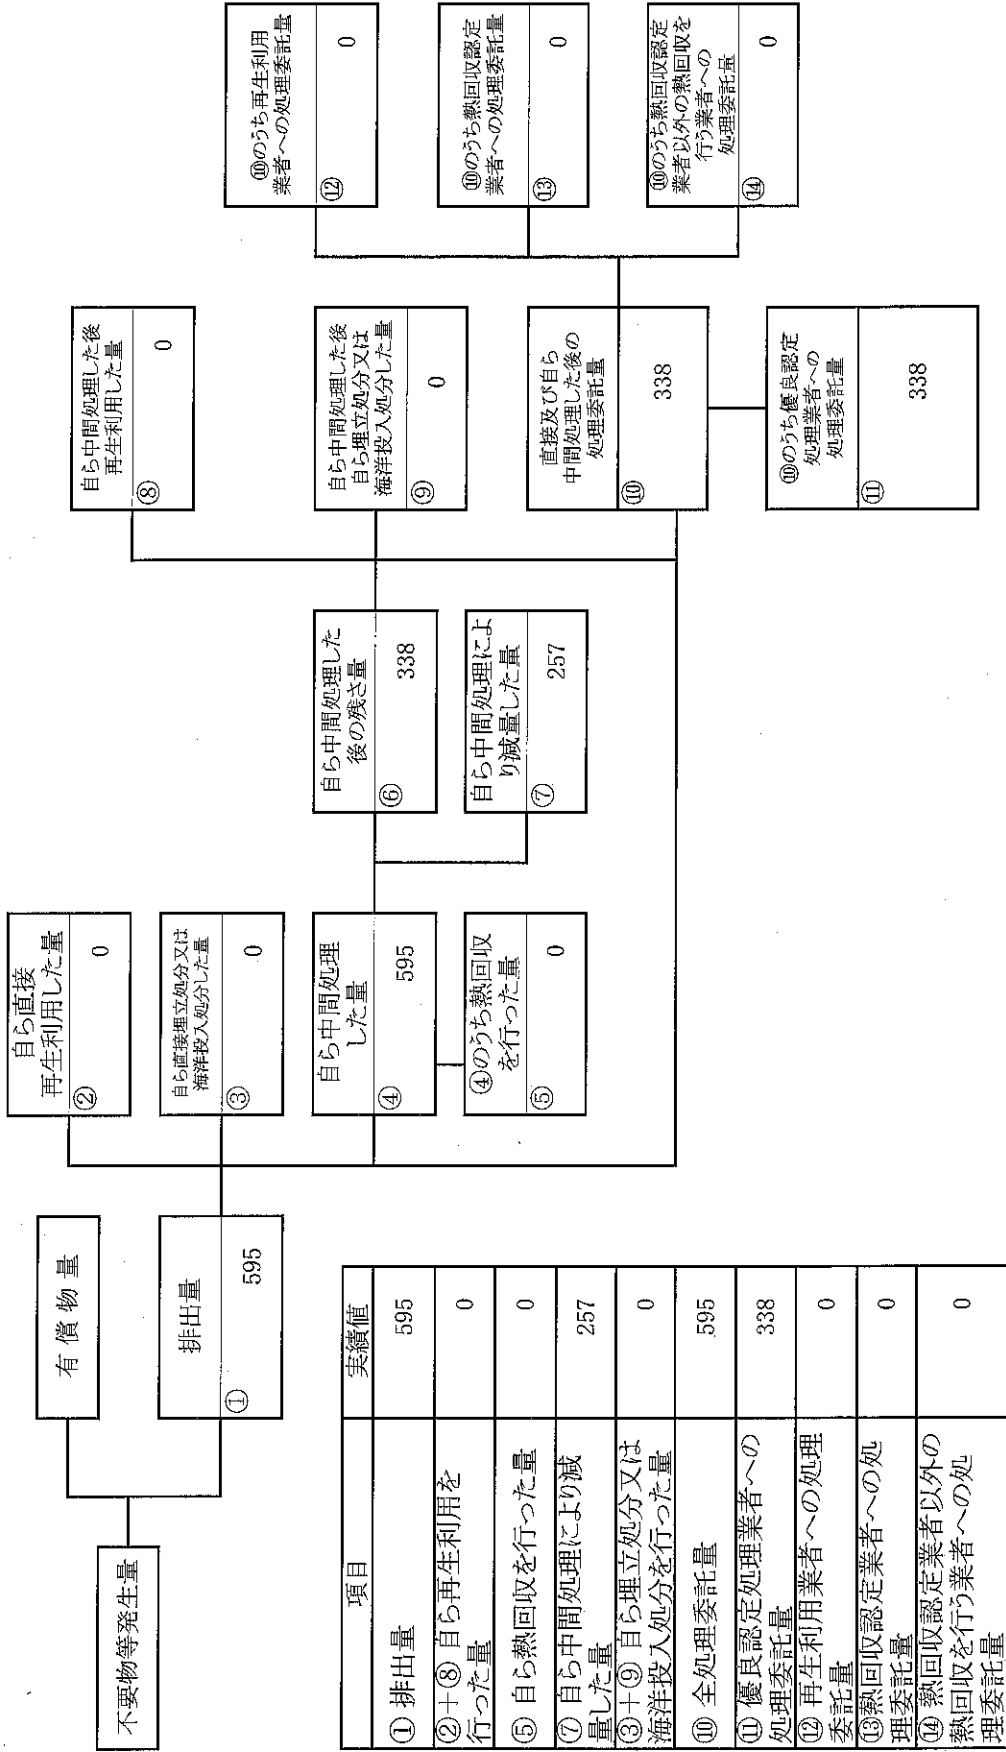 不要物等発生量
有償物量
排出量
①
595
自ら直接
再生利用した量
②
0
自ら直接埋立処分又は
海洋投入処分した量
③
0
自ら中間処理
した量
④
595
④のうち熱回収
を行った量
⑤
0
自ら中間処理した
後の残さ量
⑥
338
自ら中間処理によ
り減量した量
⑦
257
自ら中間処理した後
再生利用した量
⑧
0
自ら中間処理した後
自ら埋立処分又は
海洋投入処分した量
⑨
0
直接及び自ら
中間処理した後の
処理委託量
⑩
338
⑩のうち優良認定
処理業者への
処理委託量
⑪
338
⑩のうち再生利用
業者への処理委託量
⑫
0
⑩のうち熱回収認定
業者への処理委託量
⑬
0
⑩のうち熱回収認定
業者以外の熱回収を
行う業者への
処理委託量
⑭
0
項目 実績値
①排出量 595
②+⑧自ら再生利用を
行った量 0
⑤自ら熱回収を行った量 0
⑦自ら中間処理により減
量した量 257
③+⑨自ら埋立処分又は
海洋投入処分を行った量 0
⑩全処理委託量 595
⑪優良認定処理業者への
処理委託量 338
⑫再生利用業者への処理
委託量 0
⑬熱回収認定業者への処
理委託量 0
⑭熱回収認定業者以外の
熱回収を行う業者への処
理委託量 0